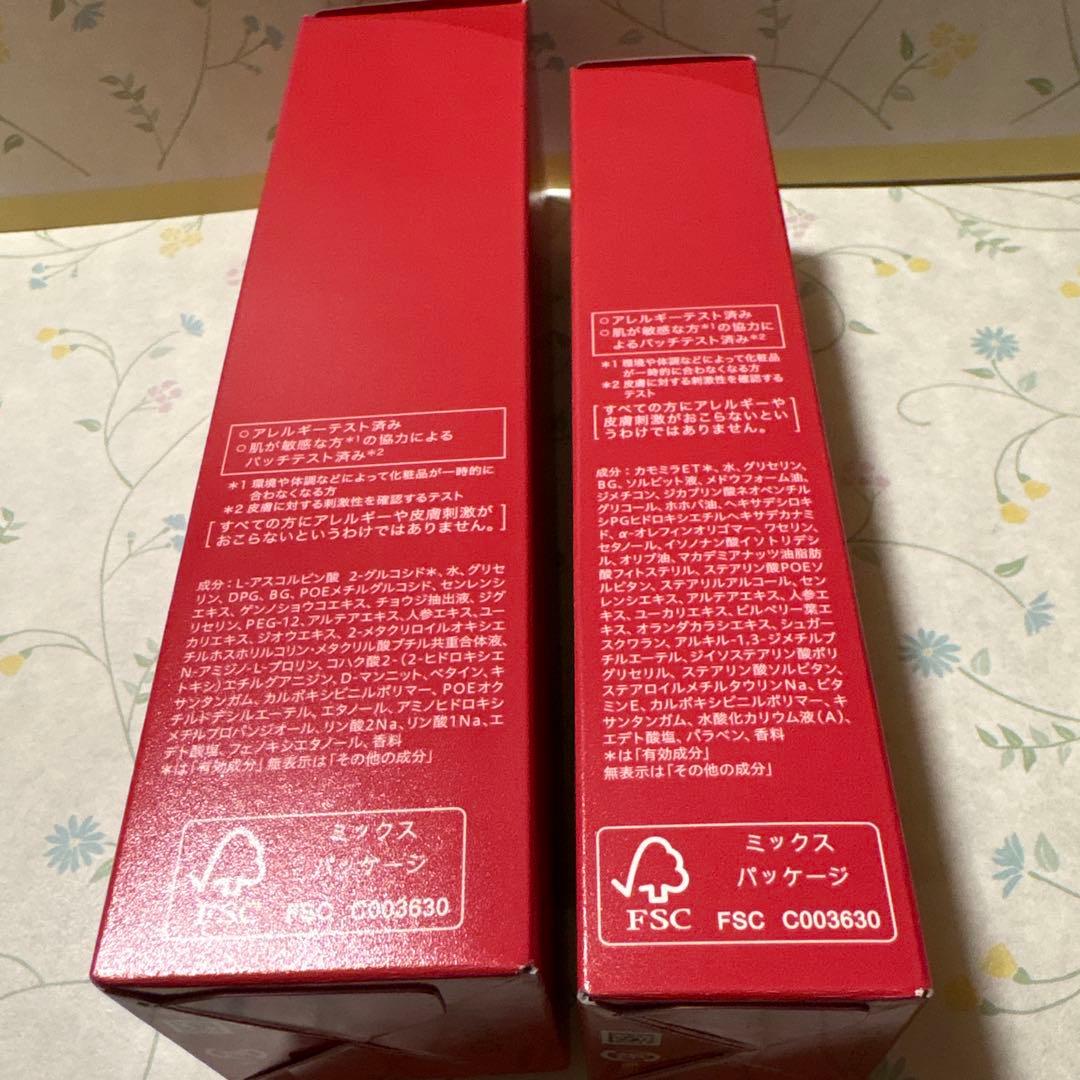 ○アレルギーテスト済み
○肌が敏感な方*1の協力による
パッチテスト済み*2
*1 環境や体調などによって化粧品が一時的に
合わなくなる方
*2 皮膚に対する刺激性を確認するテスト
[すべての方にアレルギーや皮膚刺激が
おこらないというわけではありません。]
成分：L-アスコルビン酸 2-グルコシド*、水、グリセ
リン、DPG、BG、POEメチルグルコシド、センレンシ
エキス、ゲンノショウコエキス、チョウジ抽出液、ジグ
リセリン、PEG-12、アルテアエキス、人参エキス、ユー
カリエキス、ジオウエキス、2-メタクリロイルオキシエ
チルホスホリルコリン・メタクリル酸ブチル共重合体液、
N-アミジノ-L-プロリン、コハク酸2-(2-ヒドロキシエ
トキシ)エチルグアニジン、D-マンニット、ベタイン、キ
サンタンガム、カルボキシビニルポリマー、POEオク
チルドデシルエーテル、エタノール、アミノヒドロキシ
メチルプロパンジオール、リン酸2Na、リン酸1Na、エ
デト酸塩、フェノキシエタノール、香料
*は「有効成分」無表示は「その他の成分」
ミックス
パッケージ
FSC
FSC C003630
○アレルギーテスト済み
○肌が敏感な方*1の協力に
よるパッチテスト済み*2
*1 環境や体調などによって化粧品
が一時的に合わなくなる方
*2 皮膚に対する刺激性を確認する
テスト
[すべての方にアレルギーや
皮膚刺激がおこらないとい
うわけではありません。]
成分：カモミラET*、水、グリセリン、
BG、ソルビット液、メドウフォーム油、
ジメチコン、ジカプリン酸ネオペンチル
グリコール、ホホバ油、ヘキサデシロキ
シPGヒドロキシエチルヘキサデカナミ
ド、α-オレフィンオリゴマー、ワセリン、
セタノール、イソノナン酸イソトリデシ
ル、オリブ油、マカデミアナッツ油脂肪
酸フィトステリル、ステアリン酸POEソ
ルビタン、ステアリルアルコール、セン
レンシエキス、アルテアエキス、人参エ
キス、ユーカリエキス、ビルベリー葉エ
キス、オランダカラシエキス、シュガー
スクワラン、アルキル-1,3-ジメチルブ
チルエーテル、ジイソステアリン酸ポリ
グリセリル、ステアリン酸ソルビタン、
ステアロイルメチルタウリンNa、ビタ
ミンE、カルボキシビニルポリマー、キ
サンタンガム、水酸化カリウム液(A)、
エデト酸塩、パラベン、香料
*は「有効成分」
無表示は「その他の成分」
ミックス
パッケージ
FSC
FSC C003630